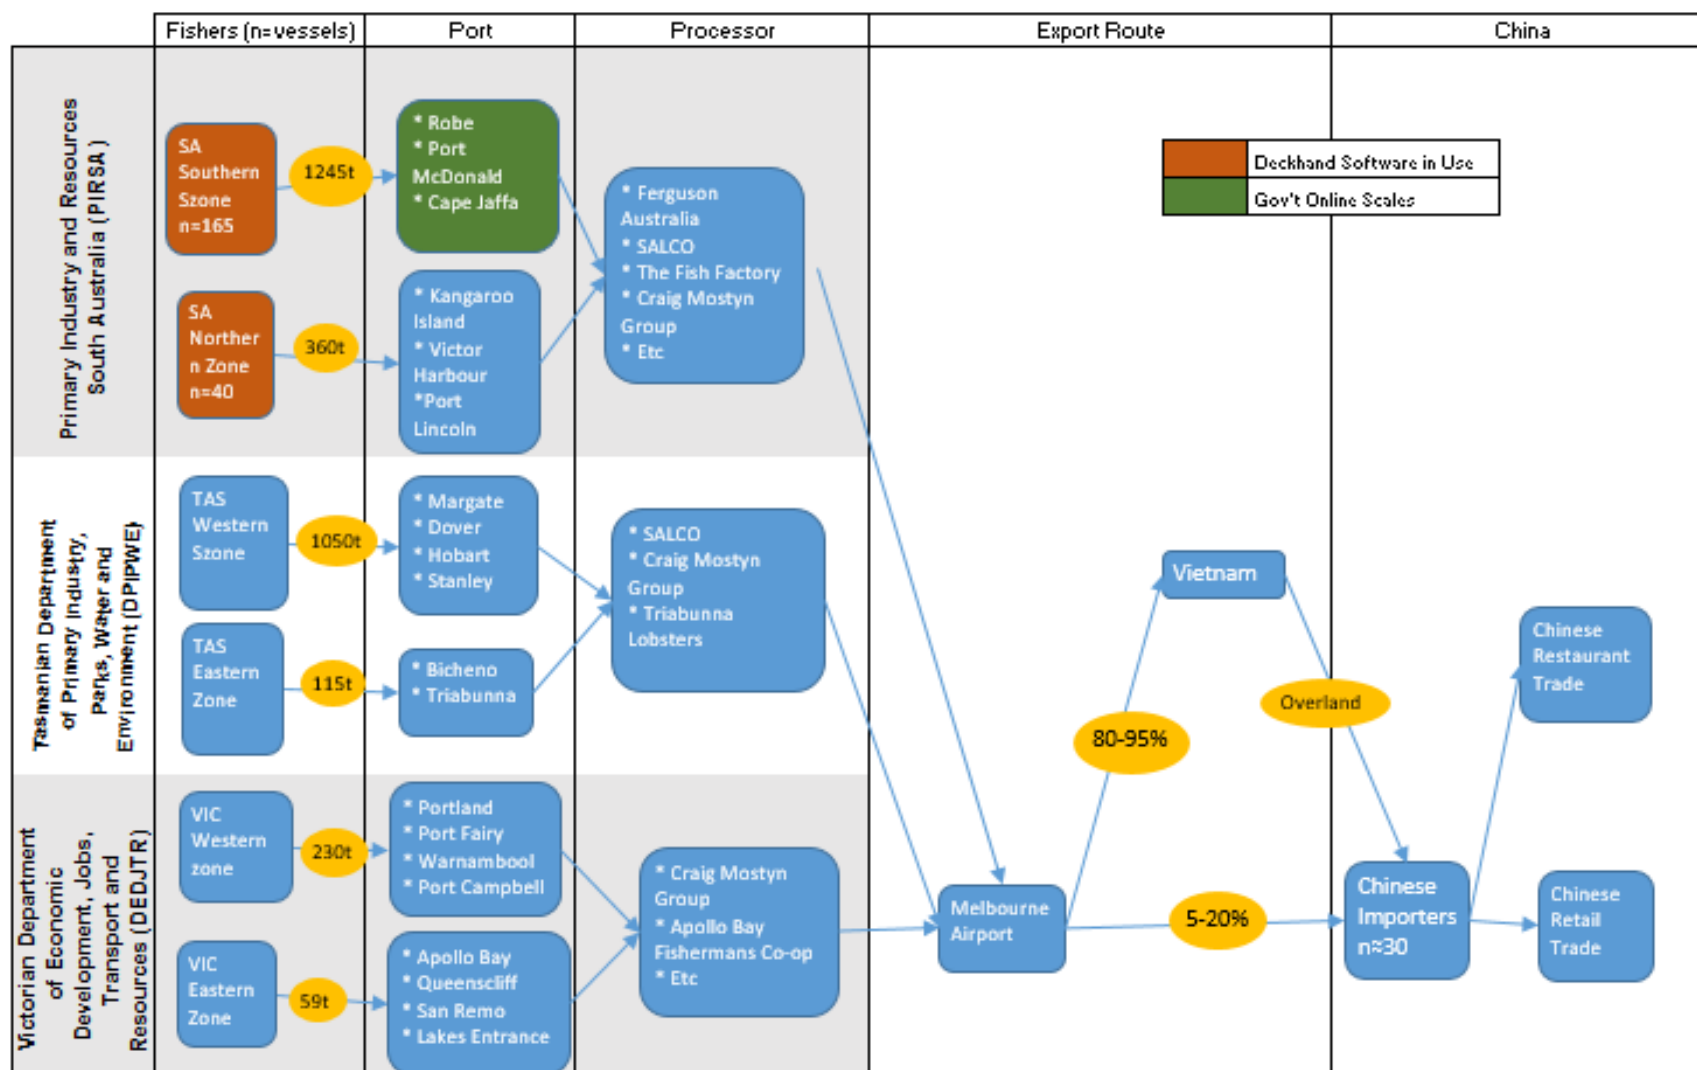 Fishers (n=vessels)
Port
Processor
Export Route
China
Primary Industry and Resources
South Australia (PIRSA)
SA
Southern
Szone
n=165
1245t
* Robe
* Port
McDonald
* Cape Jaffa
SA
Norther
n Zone
n=40
360t
* Kangaroo
Island
* Victor
Harbour
*Port
Lincoln
* Ferguson
Australia
* SALCO
* The Fish Factory
* Craig Mostyn
Group
* Etc
Deckhand Software in Use
Gov't Online Scales
Tasmanian Department
of Primary Industry,
Parks, Water and
Environment (DPIPWE)
TAS
Western
Szone
1050t
* Margate
* Dover
* Hobart
* Stanley
TAS
Eastern
Zone
115t
* Bicheno
* Triabunna
* SALCO
* Craig Mostyn
Group
* Triabunna
Lobsters
Victorian Department
of Economic
Development, Jobs,
Transport and
Resources (DEDJTR)
VIC
Western
zone
230t
* Portland
* Port Fairy
* Warnambool
* Port Campbell
VIC
Eastern
Zone
59t
* Apollo Bay
* Queenscliff
* San Remo
* Lakes Entrance
* Craig Mostyn
Group
* Apollo Bay
Fishermans Co-op
* Etc
Melbourne
Airport
80-95%
Vietnam
Overland
5-20%
Chinese
Importers
n≈30
Chinese
Restaurant
Trade
Chinese
Retail
Trade